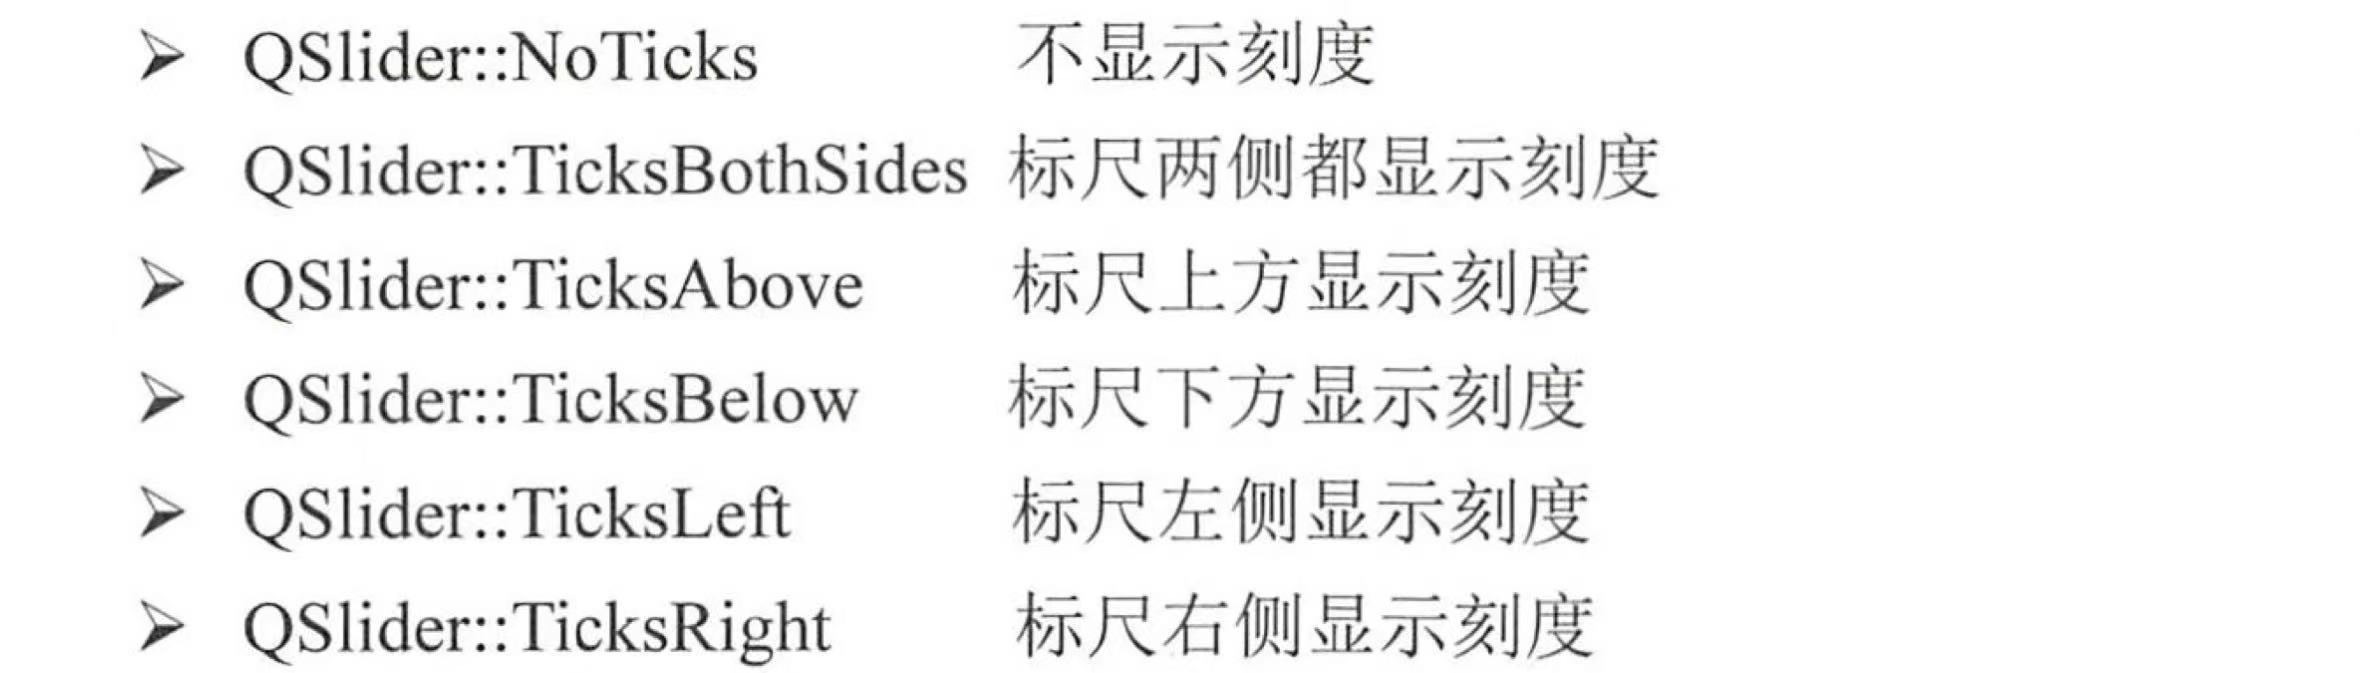 ➢ QSlider::NoTicks 不显示刻度
➢ QSlider::TicksBothSides 标尺两侧都显示刻度
➢ QSlider::TicksAbove 标尺上方显示刻度
➢ QSlider::TicksBelow 标尺下方显示刻度
➢ QSlider::TicksLeft 标尺左侧显示刻度
➢ QSlider::TicksRight 标尺右侧显示刻度